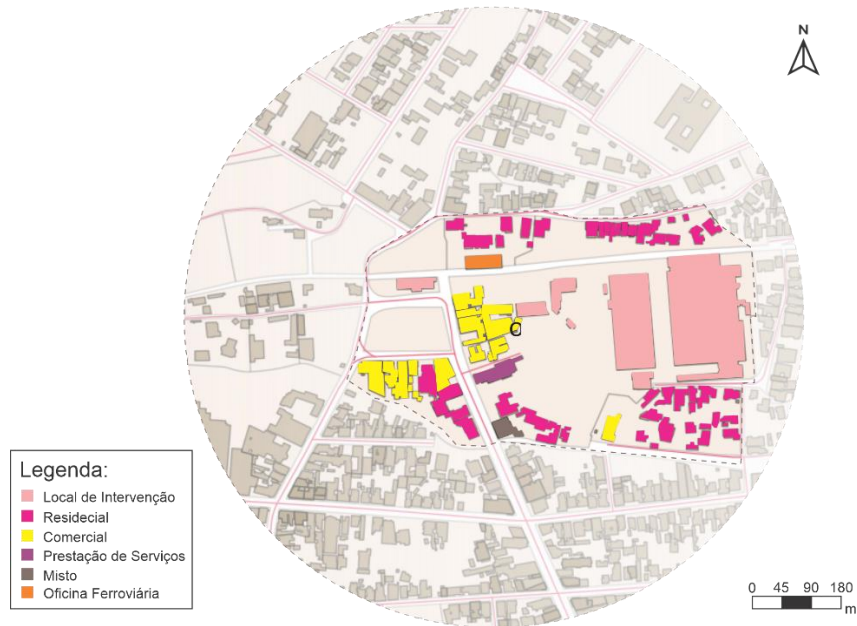 N
Legenda:
Local de Intervenção
Residecial
Comercial
Prestação de Serviços
Misto
Oficina Ferroviária
0 45 90 180
m